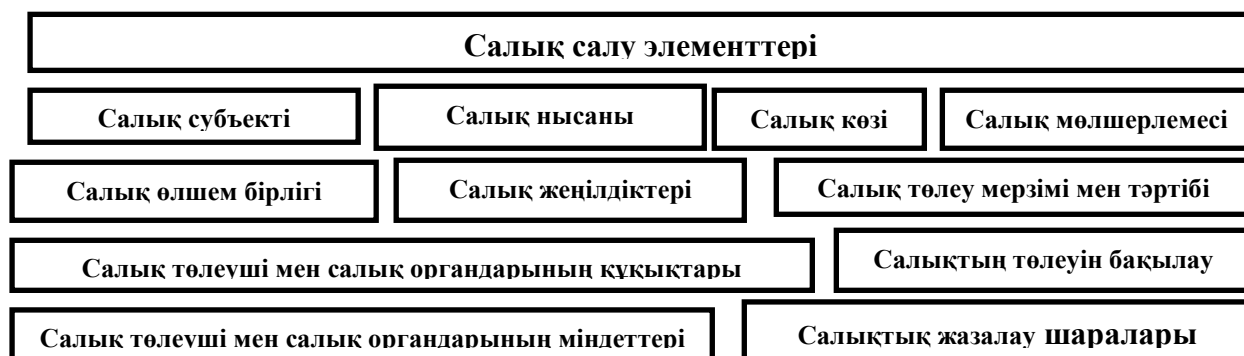 Салық салу элементтері
Салық субъекті
Салық нысаны
Салық көзі
Салық мөлшерлемесі
Салық өлшем бірлігі
Салық жеңілдіктері
Салық төлеу мерзімі мен тәртібі
Салық төлеуші мен салық органдарының құқықтары
Салықтың төлеуін бақылау
Салық төлеуші мен салық органдарының міндеттері
Салықтық жазалау шаралары